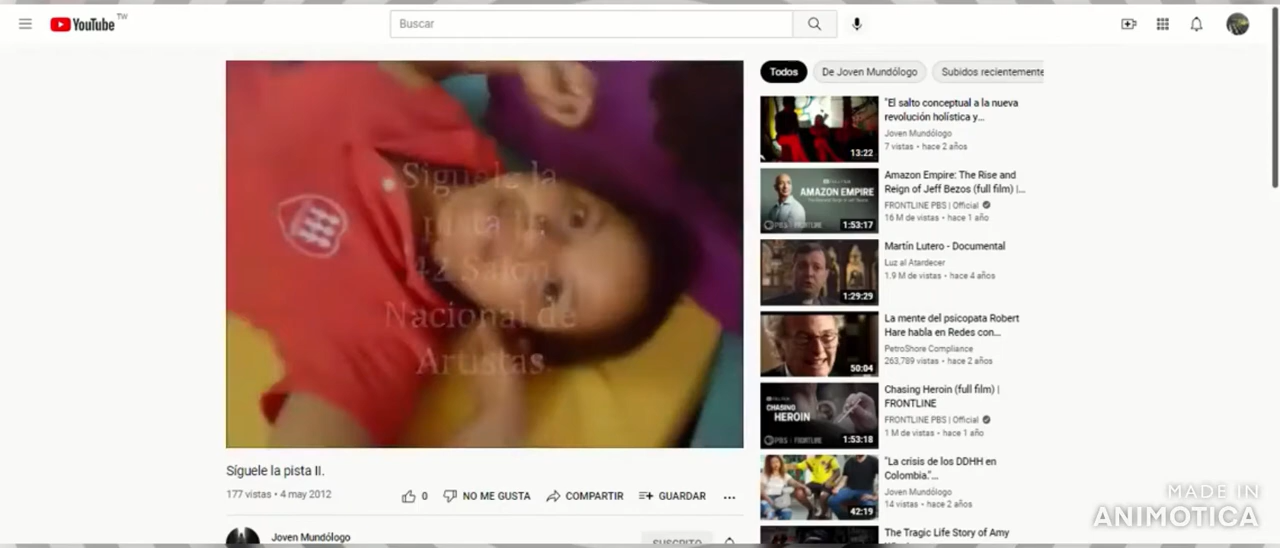 YouTube TW
Buscar
Siguele la
pista II.
42 Salón
Nacional de
Artistas.
Síguele la pista II.
177 vistas • 4 may 2012
0
NO ME GUSTA
COMPARTIR
GUARDAR
Joven Mundólogo
SUSCRITO
Todos
De Joven Mundólogo
Subidos recientemente
"El salto conceptual a la nueva
revolución holística y...
Joven Mundólogo
7 vistas • hace 2 años
13:22
Amazon Empire: The Rise and
Reign of Jeff Bezos (full film) |...
FRONTLINE PBS | Official
16 M de vistas • hace 1 año
AMAZON EMPIRE
1:53:17
Martín Lutero - Documental
Luz al Atardecer
1.9 M de vistas • hace 4 años
1:29:29
La mente del psicopata Robert
Hare habla en Redes con...
PetroShore Compliance
263,789 vistas • hace 2 años
50:04
Chasing Heroin (full film) |
FRONTLINE
FRONTLINE PBS | Official
1 M de vistas • hace 1 año
CHASING
HEROIN
1:53:18
"La crisis de los DDHH en
Colombia."...
Joven Mundólogo
14 vistas • hace 2 años
42:19
The Tragic Life Story of Amy
MADE IN
ANIMOTICA